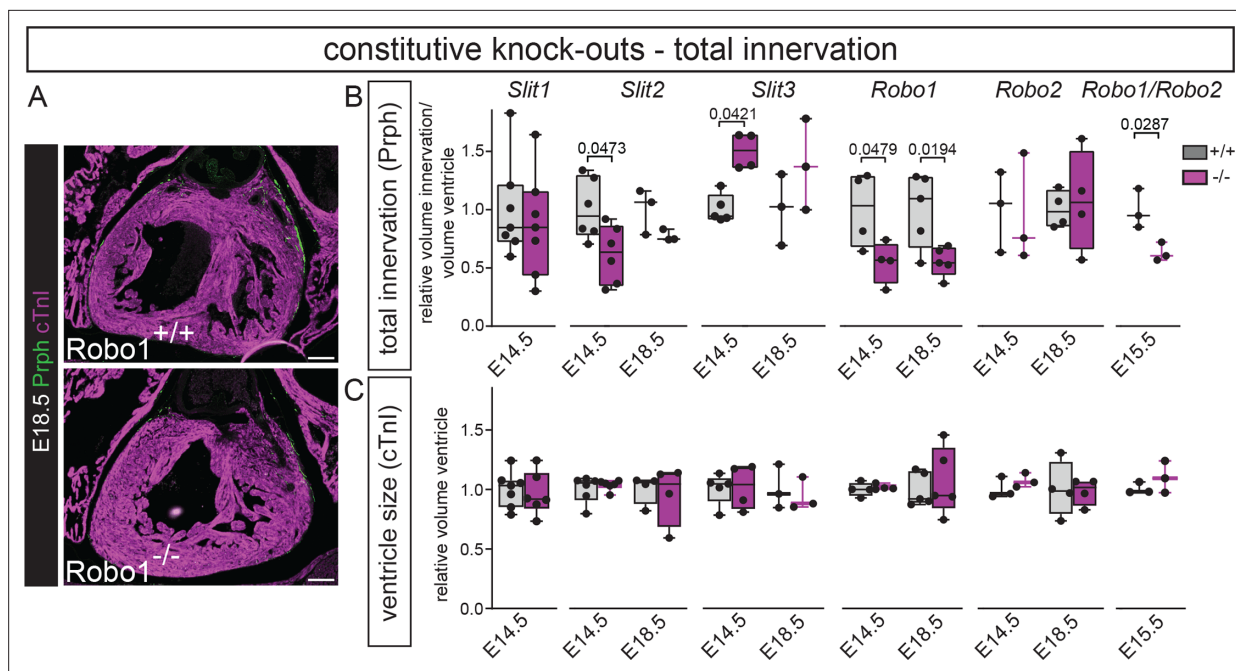 constitutive knock-outs - total innervation
A
E18.5 Prph cTnI
Robo1 +/+
Robo1 -/-
B
total innervation (Prph)
relative volume innervation/
volume ventricle
Slit1 Slit2 Slit3 Robo1 Robo2 Robo1/Robo2
0.0473 0.0421 0.0479 0.0194 0.0287
+/+
-/-
1.5
1.0
0.5
0.0
E14.5 E14.5 E18.5 E14.5 E18.5 E14.5 E18.5 E14.5 E18.5 E15.5
C
ventricle size (cTnI)
relative volume ventricle
1.5
1.0
0.5
0.0
E14.5 E14.5 E18.5 E14.5 E18.5 E14.5 E18.5 E14.5 E18.5 E15.5